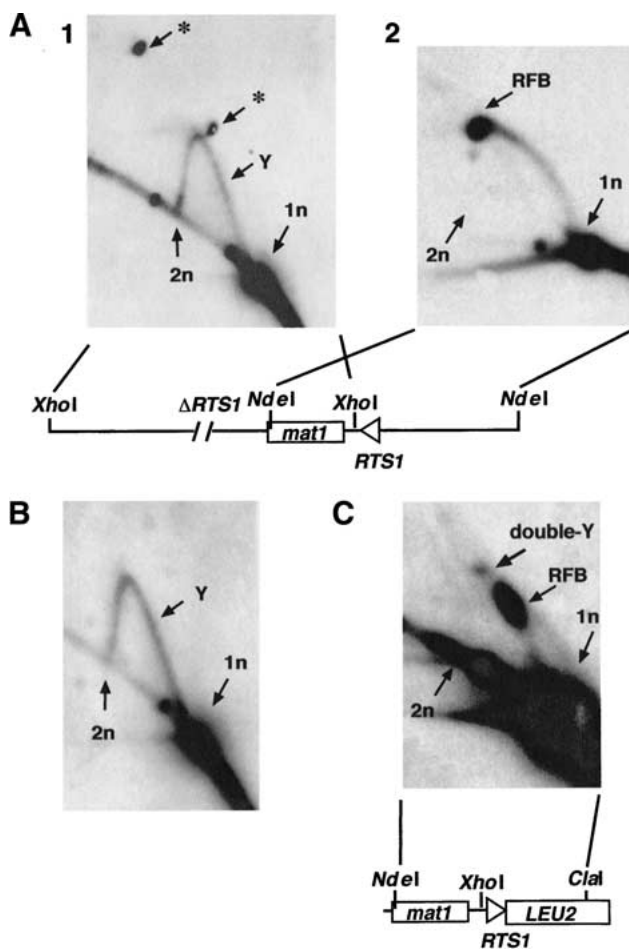 A
1
*
*
Y
1n
2n
2
RFB
1n
2n
XhoI
ΔRTS1
NdeI
XhoI
NdeI
mat1
RTS1
B
Y
1n
2n
C
double-Y
RFB
1n
2n
NdeI
XhoI
ClaI
mat1
LEU2
RTS1